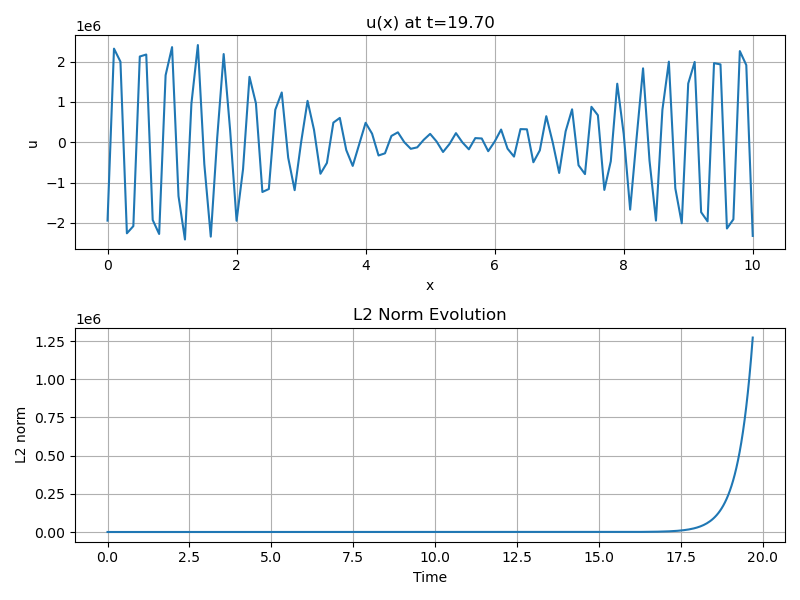 u(x) at t=19.70
1e6
2
1
0
−1
−2
u
0 2 4 6 8 10
x
L2 Norm Evolution
1e6
1.25
1.00
0.75
0.50
0.25
0.00
L2 norm
0.0 2.5 5.0 7.5 10.0 12.5 15.0 17.5 20.0
Time